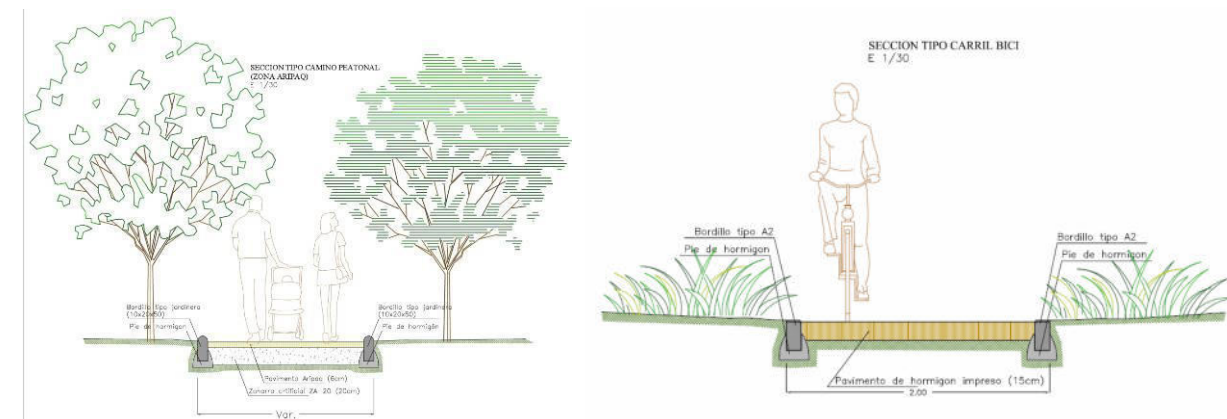 SECCION TIPO CAMINO PEATONAL
(ZONA ARIPAQ)
E 1/30
Bordillo tipo jardinera
(10x20x50)
Pie de hormigon
Bordillo tipo jardinera
(10x20x50)
Pie de hormigón
Pavimento Aripaq (6cm)
Zahorra artificial ZA 20 (20cm)
Var.
SECCION TIPO CARRIL BICI
E 1/30
Bordillo tipo A2
Pie de hormigon
Bordillo tipo A2
Pie de hormigon
Pavimento de hormigon impreso (15cm)
2.00